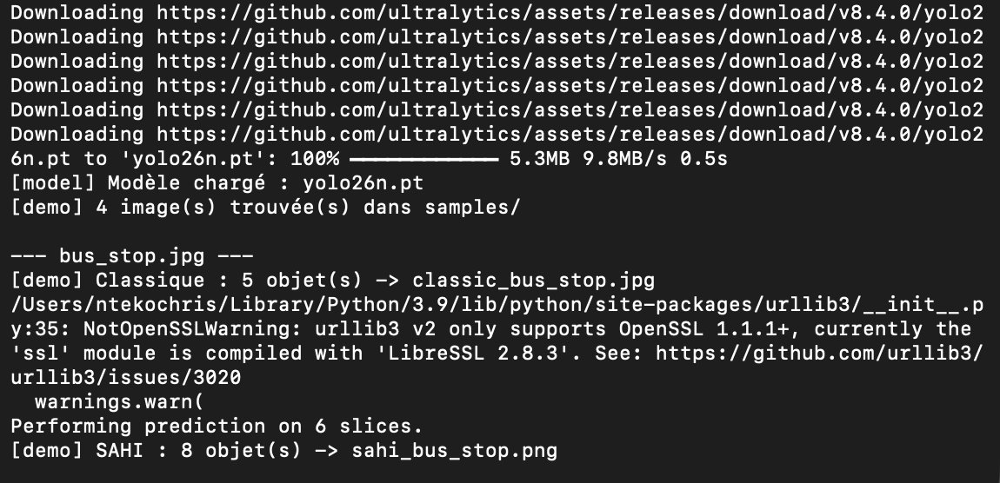 Downloading https://github.com/ultralytics/assets/releases/download/v8.4.0/yolo2
Downloading https://github.com/ultralytics/assets/releases/download/v8.4.0/yolo2
Downloading https://github.com/ultralytics/assets/releases/download/v8.4.0/yolo2
Downloading https://github.com/ultralytics/assets/releases/download/v8.4.0/yolo2
Downloading https://github.com/ultralytics/assets/releases/download/v8.4.0/yolo2
Downloading https://github.com/ultralytics/assets/releases/download/v8.4.0/yolo2
6n.pt to 'yolo26n.pt': 100% ━━━━━━━━━━━━ 5.3MB 9.8MB/s 0.5s
[model] Modèle chargé : yolo26n.pt
[demo] 4 image(s) trouvée(s) dans samples/

--- bus_stop.jpg ---
[demo] Classique : 5 objet(s) -> classic_bus_stop.jpg
/Users/ntekochris/Library/Python/3.9/lib/python/site-packages/urllib3/__init__.p
y:35: NotOpenSSLWarning: urllib3 v2 only supports OpenSSL 1.1.1+, currently the
'ssl' module is compiled with 'LibreSSL 2.8.3'. See: https://github.com/urllib3/
urllib3/issues/3020
  warnings.warn(
Performing prediction on 6 slices.
[demo] SAHI : 8 objet(s) -> sahi_bus_stop.png